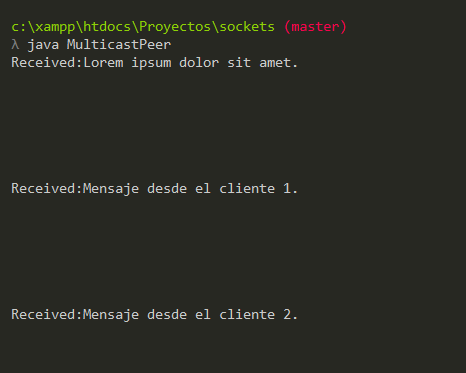 c:\xampp\htdocs\Proyectos\sockets (master)
λ java MulticastPeer
Received:Lorem ipsum dolor sit amet.
Received:Mensaje desde el cliente 1.
Received:Mensaje desde el cliente 2.